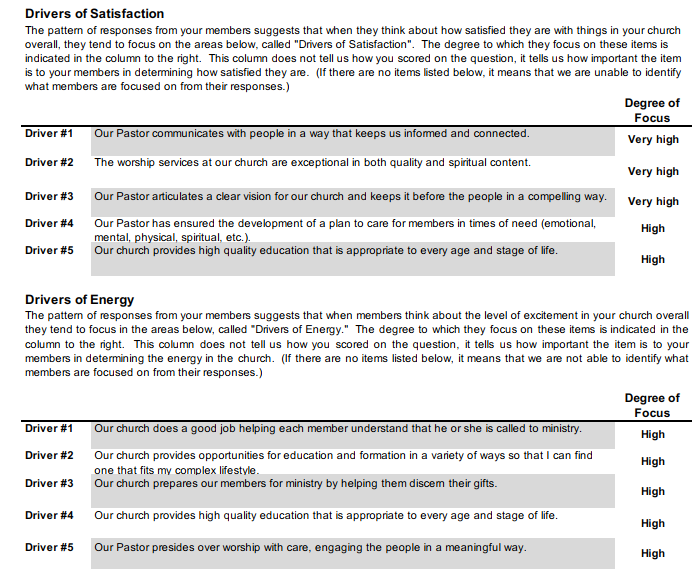 Drivers of Satisfaction
The pattern of responses from your members suggests that when they think about how satisfied they are with things in your church
overall, they tend to focus on the areas below, called "Drivers of Satisfaction". The degree to which they focus on these items is
indicated in the column to the right. This column does not tell us how you scored on the question, it tells us how important the item
is to your members in determining how satisfied they are. (If there are no items listed below, it means that we are unable to identify
what members are focused on from their responses.)
Degree of
Focus
Driver #1 Our Pastor communicates with people in a way that keeps us informed and connected. Very high
Driver #2 The worship services at our church are exceptional in both quality and spiritual content. Very high
Driver #3 Our Pastor articulates a clear vision for our church and keeps it before the people in a compelling way. Very high
Driver #4 Our Pastor has ensured the development of a plan to care for members in times of need (emotional, High
mental, physical, spiritual, etc.).
Driver #5 Our church provides high quality education that is appropriate to every age and stage of life. High
Drivers of Energy
The pattern of responses from your members suggests that when members think about the level of excitement in your church overall
they tend to focus in the areas below, called "Drivers of Energy." The degree to which they focus on these items is indicated in the
column to the right. This column does not tell us how you scored on the question, it tells us how important the item is to your
members in determining the energy in the church. (If there are no items listed below, it means that we are not able to identify what
members are focused on from their responses.)
Degree of
Focus
Driver #1 Our church does a good job helping each member understand that he or she is called to ministry. High
Driver #2 Our church provides opportunities for education and formation in a variety of ways so that I can find High
one that fits my complex lifestyle.
Driver #3 Our church prepares our members for ministry by helping them discern their gifts. High
Driver #4 Our church provides high quality education that is appropriate to every age and stage of life. High
Driver #5 Our Pastor presides over worship with care, engaging the people in a meaningful way. High